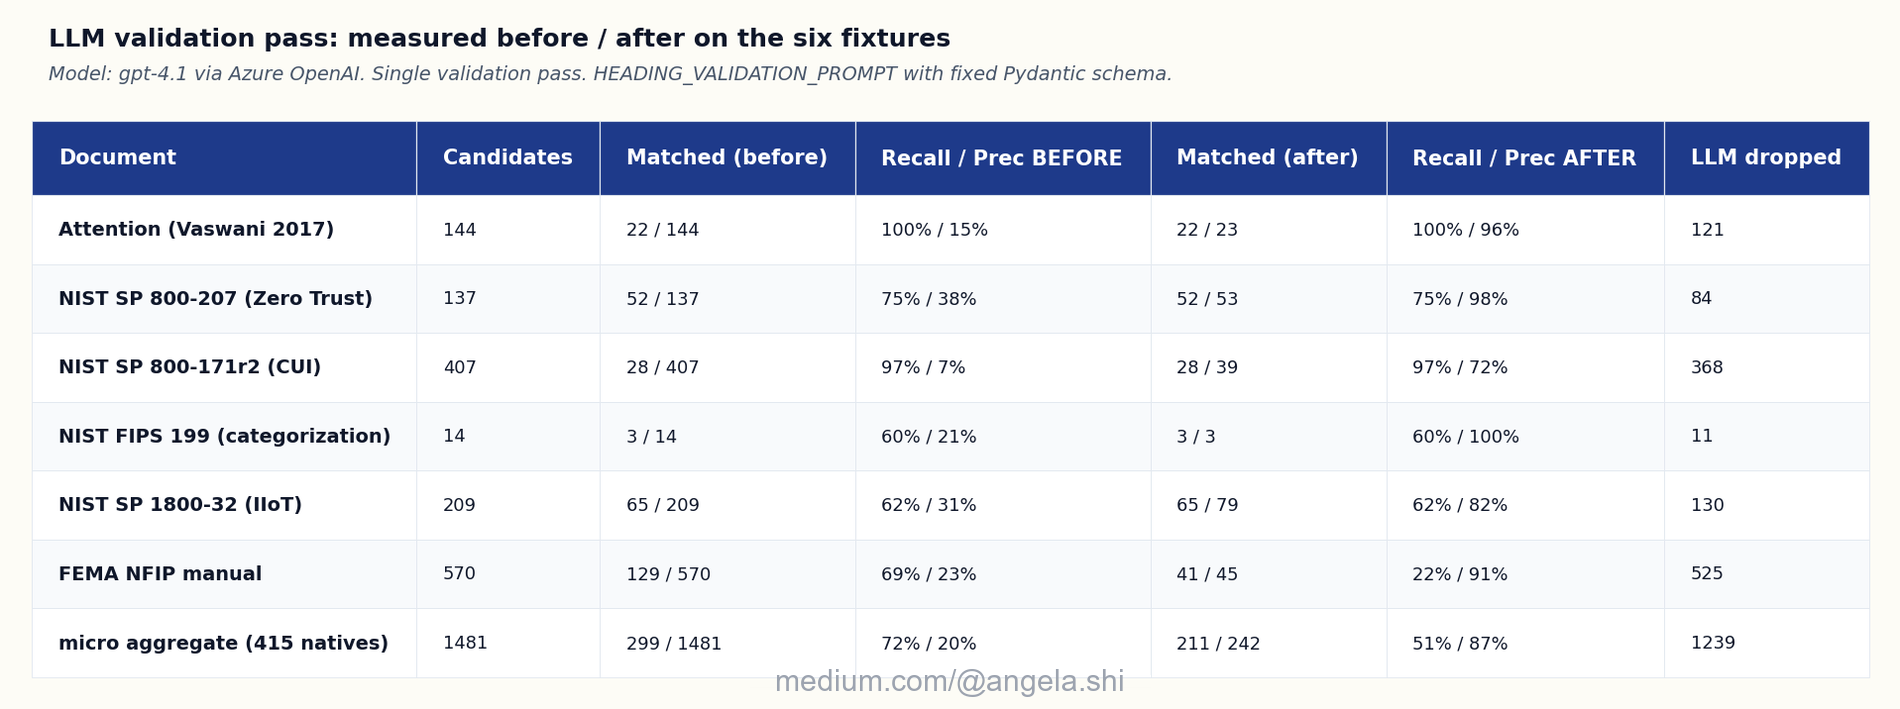 LLM validation pass: measured before / after on the six fixtures
Model: gpt-4.1 via Azure OpenAI. Single validation pass. HEADING_VALIDATION_PROMPT with fixed Pydantic schema.
Document Candidates Matched (before) Recall / Prec BEFORE Matched (after) Recall / Prec AFTER LLM dropped
Attention (Vaswani 2017) 144 22 / 144 100% / 15% 22 / 23 100% / 96% 121
NIST SP 800-207 (Zero Trust) 137 52 / 137 75% / 38% 52 / 53 75% / 98% 84
NIST SP 800-171r2 (CUI) 407 28 / 407 97% / 7% 28 / 39 97% / 72% 368
NIST FIPS 199 (categorization) 14 3 / 14 60% / 21% 3 / 3 60% / 100% 11
NIST SP 1800-32 (IIoT) 209 65 / 209 62% / 31% 65 / 79 62% / 82% 130
FEMA NFIP manual 570 129 / 570 69% / 23% 41 / 45 22% / 91% 525
micro aggregate (415 natives) 1481 299 / 1481 72% / 20% 211 / 242 51% / 87% 1239
medium.com/@angela.shi